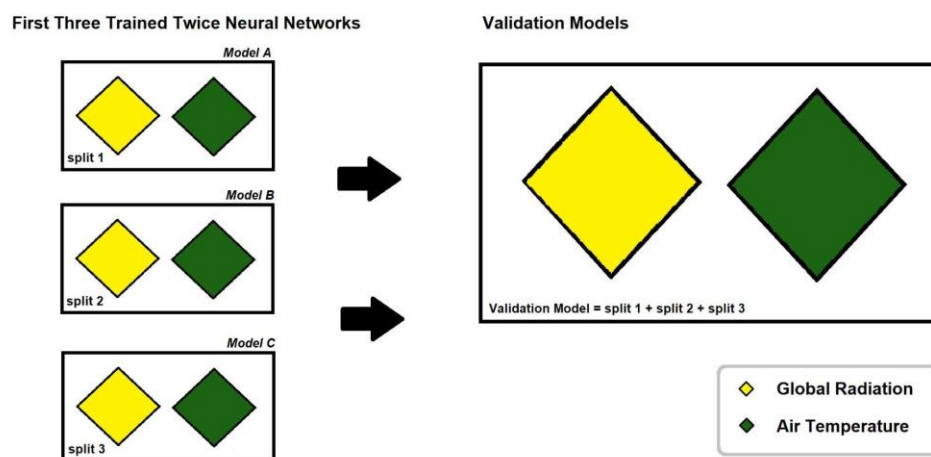 First Three Trained Twice Neural Networks
Validation Models
Model A
split 1
Model B
split 2
Model C
split 3
Validation Model = split 1 + split 2 + split 3
Global Radiation
Air Temperature